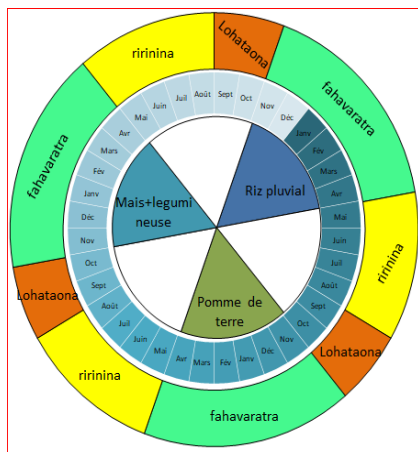 Lohataona
fahavaratra
ririnina
Lohataona
fahavaratra
ririnina
Lohataona
fahavaratra
ririnina
Janv
Fév
Mars
Avr
Mai
Juin
Juil
Août
Sept
Oct
Nov
Déc
Janv
Fév
Mars
Avr
Mai
Juin
Juil
Août
Sept
Oct
Nov
Déc
Janv
Fév
Mars
Avr
Mai
Juin
Juil
Août
Sept
Oct
Nov
Déc
Riz pluvial
Pomme de
terre
Mais+legumi
neuse